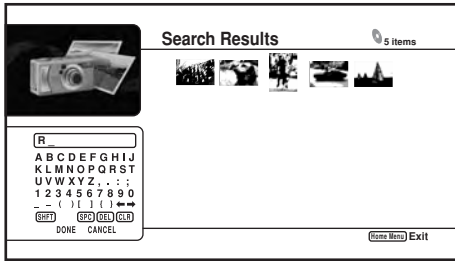 Search Results
5 items
R _
A B C D E F G H I J
K L M N O P Q R S T
U V W X Y Z , . : ;
1 2 3 4 5 6 7 8 9 0
_ – ( ) [ ] { } ⬅ ➡
SHFT SPC DEL CLR
DONE CANCEL
Home Menu Exit